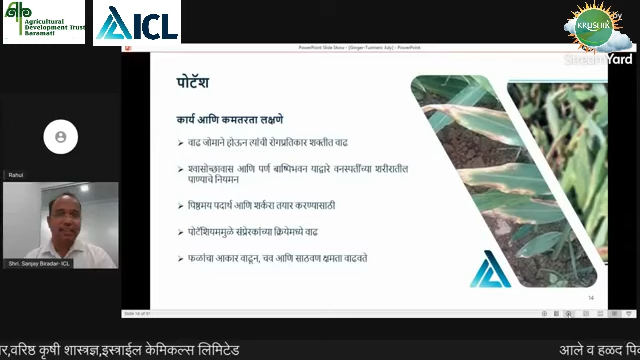 Agricultural
Development Trust
Baramati
ICL
KRUSHIK
StreamYard
PowerPoint Slide Show - [Ginger-Turmeric July] - PowerPoint
पोटॅश
कार्य आणि कमतरता लक्षणे
वाढ जोमाने होऊन त्यांची रोगप्रतिकार शक्तीत वाढ
श्वासोच्छावास आणि पर्ण बाष्पिभवन याद्वारे वनस्पतींच्या शरीरातील
पाण्याचे नियमन
पिष्ठमय पदार्थ आणि शर्करा तयार करण्यासाठी
पोटॅशियममुळे संप्रेरकांच्या क्रियेमध्ये वाढ
फळांचा आकार वाढून, चव आणि साठवण क्षमता वाढवते
14
Rahul
Shri. Sanjay Biradar- ICL
र,वरिष्ठ कृषी शास्त्रज्ञ,इस्त्राईल केमिकल्स लिमिटेड
आले व हळद पि